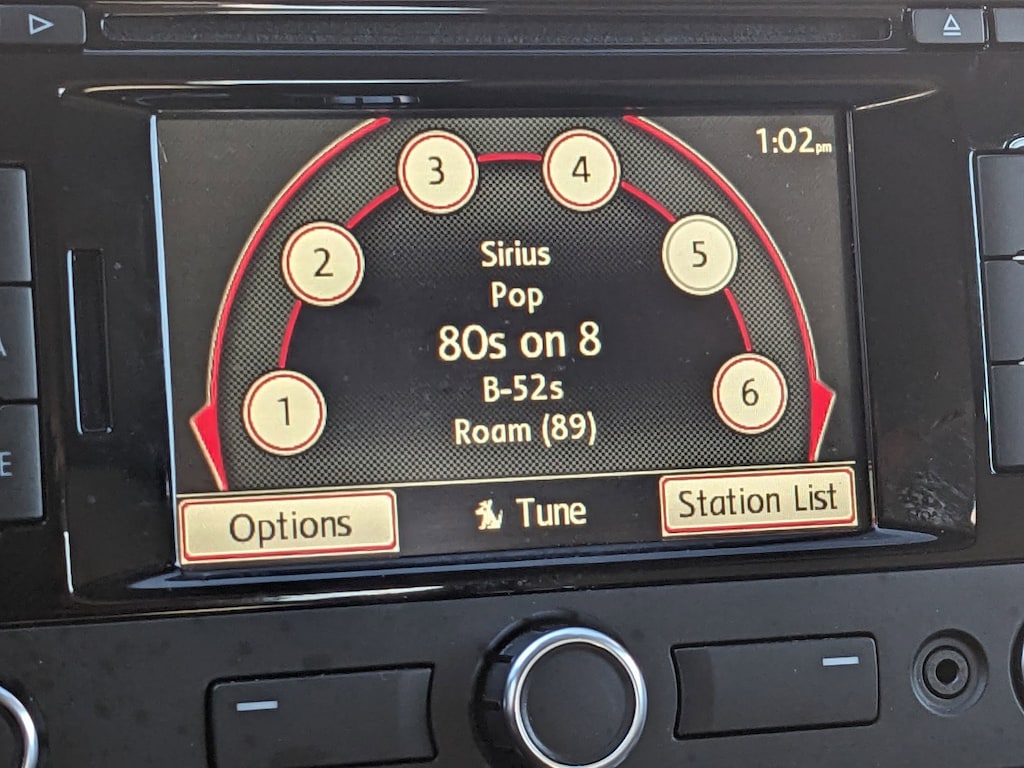 1:02pm
3
4
2
5
Sirius
Pop
80s on 8
B-52s
Roam (89)
1
6
Options
Tune
Station List
A
E